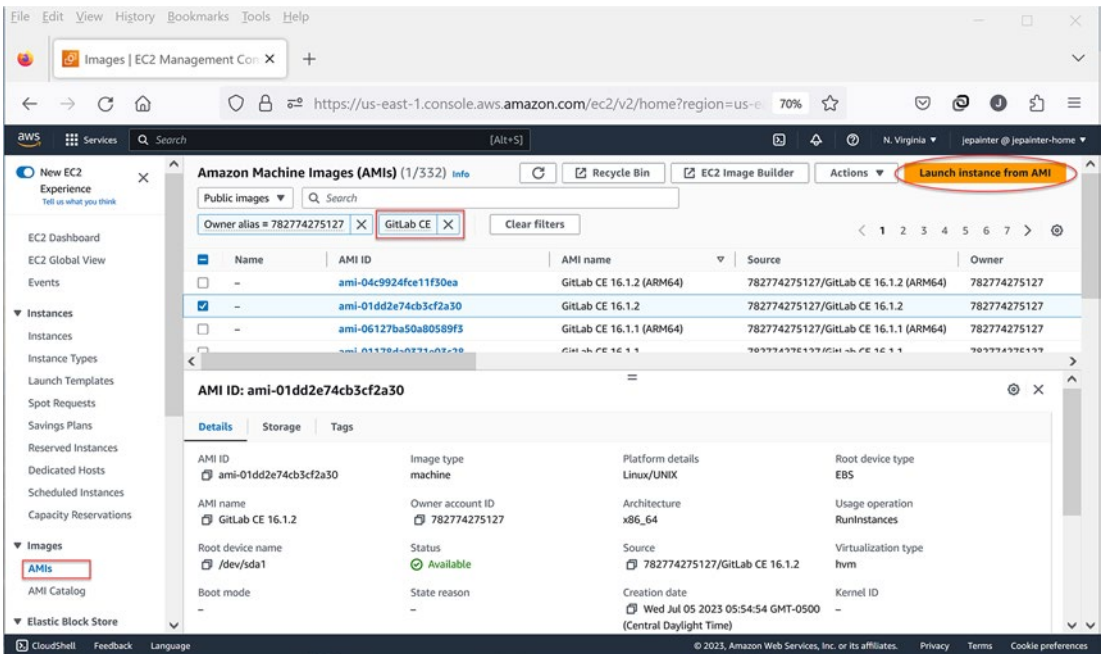 File Edit View History Bookmarks Tools Help
Images | EC2 Management Con
https://us-east-1.console.aws.amazon.com/ec2/v2/home?region=us-e 70%
aws Services Search [Alt+S] N. Virginia jepainter @ jepainter-home
New EC2 Experience
Tell us what you think
EC2 Dashboard
EC2 Global View
Events
Instances
Instances
Instance Types
Launch Templates
Spot Requests
Savings Plans
Reserved Instances
Dedicated Hosts
Scheduled Instances
Capacity Reservations
Images
AMIs
AMI Catalog
Elastic Block Store
Amazon Machine Images (AMIs) (1/332) Info Recycle Bin EC2 Image Builder Actions Launch instance from AMI
Public images Search
Owner alias = 782774275127 GitLab CE Clear filters
1 2 3 4 5 6 7
Name AMI ID AMI name Source Owner
– ami-04c9924fce11f30ea GitLab CE 16.1.2 (ARM64) 782774275127/GitLab CE 16.1.2 (ARM64) 782774275127
– ami-01dd2e74cb3cf2a30 GitLab CE 16.1.2 782774275127/GitLab CE 16.1.2 782774275127
– ami-06127ba50a80589f3 GitLab CE 16.1.1 (ARM64) 782774275127/GitLab CE 16.1.1 (ARM64) 782774275127
GitLab CE 16.1.1 782774275127/GitLab CE 16.1.1 782774275127
AMI ID: ami-01dd2e74cb3cf2a30
Details Storage Tags
AMI ID Image type Platform details Root device type
ami-01dd2e74cb3cf2a30 machine Linux/UNIX EBS
AMI name Owner account ID Architecture Usage operation
GitLab CE 16.1.2 782774275127 x86_64 RunInstances
Root device name Status Source Virtualization type
/dev/sda1 Available 782774275127/GitLab CE 16.1.2 hvm
Boot mode State reason Creation date Kernel ID
– – Wed Jul 05 2023 05:54:54 GMT-0500 –
(Central Daylight Time)
CloudShell Feedback Language © 2023, Amazon Web Services, Inc. or its affiliates. Privacy Terms Cookie preferences